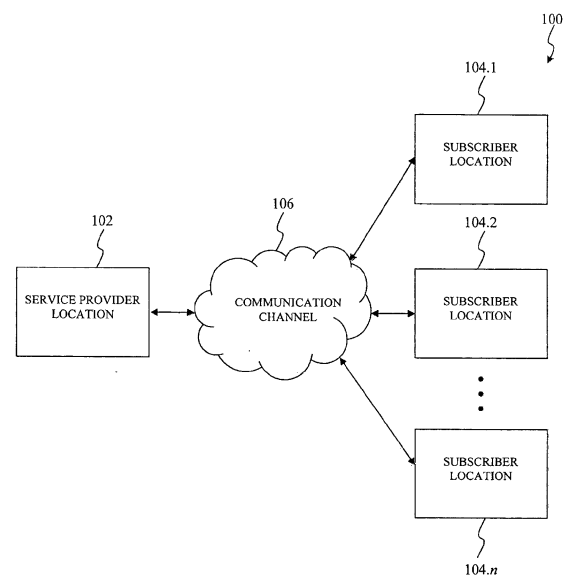 100
104.1
SUBSCRIBER
LOCATION
102
106
104.2
SERVICE PROVIDER
LOCATION
COMMUNICATION
CHANNEL
SUBSCRIBER
LOCATION
SUBSCRIBER
LOCATION
104.n